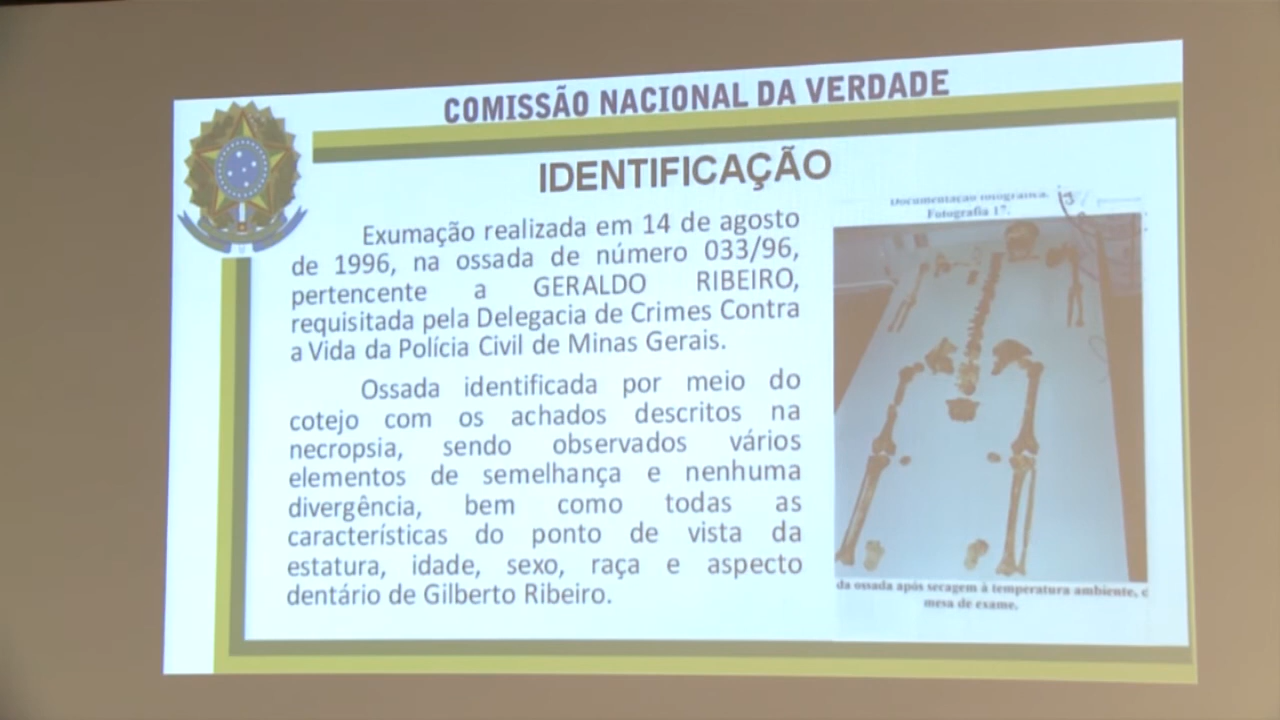 COMISSÃO NACIONAL DA VERDADE
IDENTIFICAÇÃO
Exumação realizada em 14 de agosto
de 1996, na ossada de número 033/96,
pertencente a GERALDO RIBEIRO,
requisitada pela Delegacia de Crimes Contra
a Vida da Polícia Civil de Minas Gerais.
Ossada identificada por meio do
cotejo com os achados descritos na
necropsia, sendo observados vários
elementos de semelhança e nenhuma
divergência, bem como todas as
características do ponto de vista da
estatura, idade, sexo, raça e aspecto
dentário de Gilberto Ribeiro.
Documentação fotográfica.
Fotografia 17.
da ossada após secagem à temperatura ambiente,
mesa de exame.